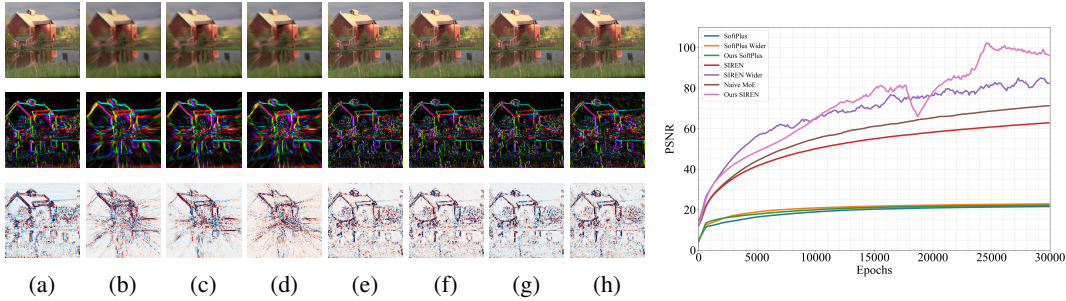 (a) (b) (c) (d) (e) (f) (g) (h)
PSNR
100
80
60
40
20
0
SoftPlus
SoftPlus Wider
Ours SoftPlus
SIREN
SIREN Wider
Naive MoE
Ours SIREN
0 5000 10000 15000 20000 25000 30000
Epochs